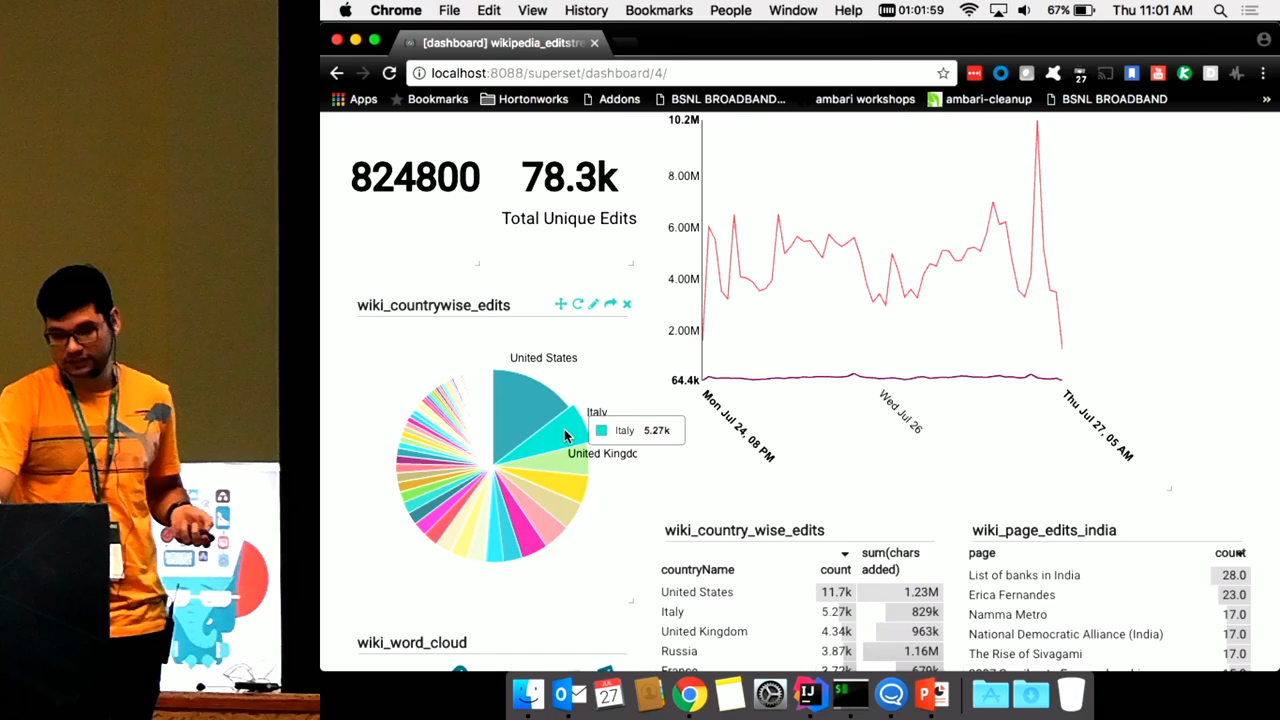 Chrome File Edit View History Bookmarks People Window Help 01:01:59 67% Thu 11:01 AM
[dashboard] wikipedia_editstre
localhost:8088/superset/dashboard/4/
27
Apps Bookmarks Hortonworks Addons BSNL BROADBAND... ambari workshops ambari-cleanup BSNL BROADBAND »
824800
78.3k
Total Unique Edits
wiki_countrywise_edits
United States
Italy
Italy 5.27k
United Kingdc
10.2M
8.00M
6.00M
4.00M
2.00M
64.4k
Mon Jul 24, 08 PM
Wed Jul 26
Thu Jul 27, 05 AM
wiki_country_wise_edits
countryName count sum(chars added)
United States 11.7k 1.23M
Italy 5.27k 829k
United Kingdom 4.34k 963k
Russia 3.87k 1.16M
wiki_page_edits_india
page count
List of banks in India 28.0
Erica Fernandes 23.0
Namma Metro 17.0
National Democratic Alliance (India) 17.0
The Rise of Sivagami 17.0
wiki_word_cloud
JUL
27
IJ
$